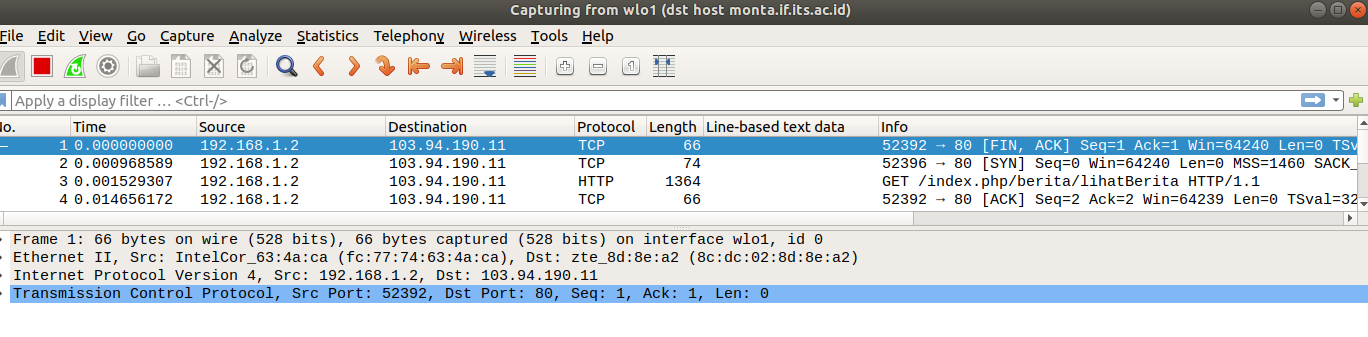 Capturing from wlo1 (dst host monta.if.its.ac.id)
File Edit View Go Capture Analyze Statistics Telephony Wireless Tools Help
Apply a display filter … <Ctrl-/>
No. Time Source Destination Protocol Length Line-based text data Info
1 0.000000000 192.168.1.2 103.94.190.11 TCP 66 52392 → 80 [FIN, ACK] Seq=1 Ack=1 Win=64240 Len=0 TSv
2 0.000968589 192.168.1.2 103.94.190.11 TCP 74 52396 → 80 [SYN] Seq=0 Win=64240 Len=0 MSS=1460 SACK_
3 0.001529307 192.168.1.2 103.94.190.11 HTTP 1364 GET /index.php/berita/lihatBerita HTTP/1.1
4 0.014656172 192.168.1.2 103.94.190.11 TCP 66 52392 → 80 [ACK] Seq=2 Ack=2 Win=64239 Len=0 TSval=32
Frame 1: 66 bytes on wire (528 bits), 66 bytes captured (528 bits) on interface wlo1, id 0
Ethernet II, Src: IntelCor_63:4a:ca (fc:77:74:63:4a:ca), Dst: zte_8d:8e:a2 (8c:dc:02:8d:8e:a2)
Internet Protocol Version 4, Src: 192.168.1.2, Dst: 103.94.190.11
Transmission Control Protocol, Src Port: 52392, Dst Port: 80, Seq: 1, Ack: 1, Len: 0